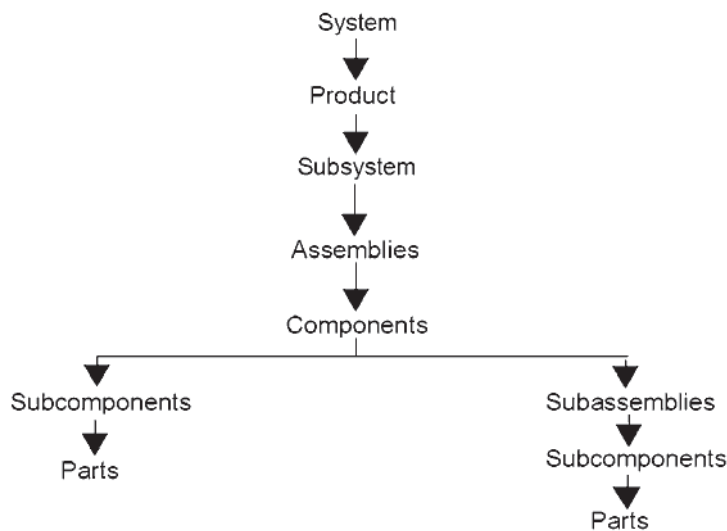 System
Product
Subsystem
Assemblies
Components
Subcomponents
Subassemblies
Parts
Subcomponents
Parts